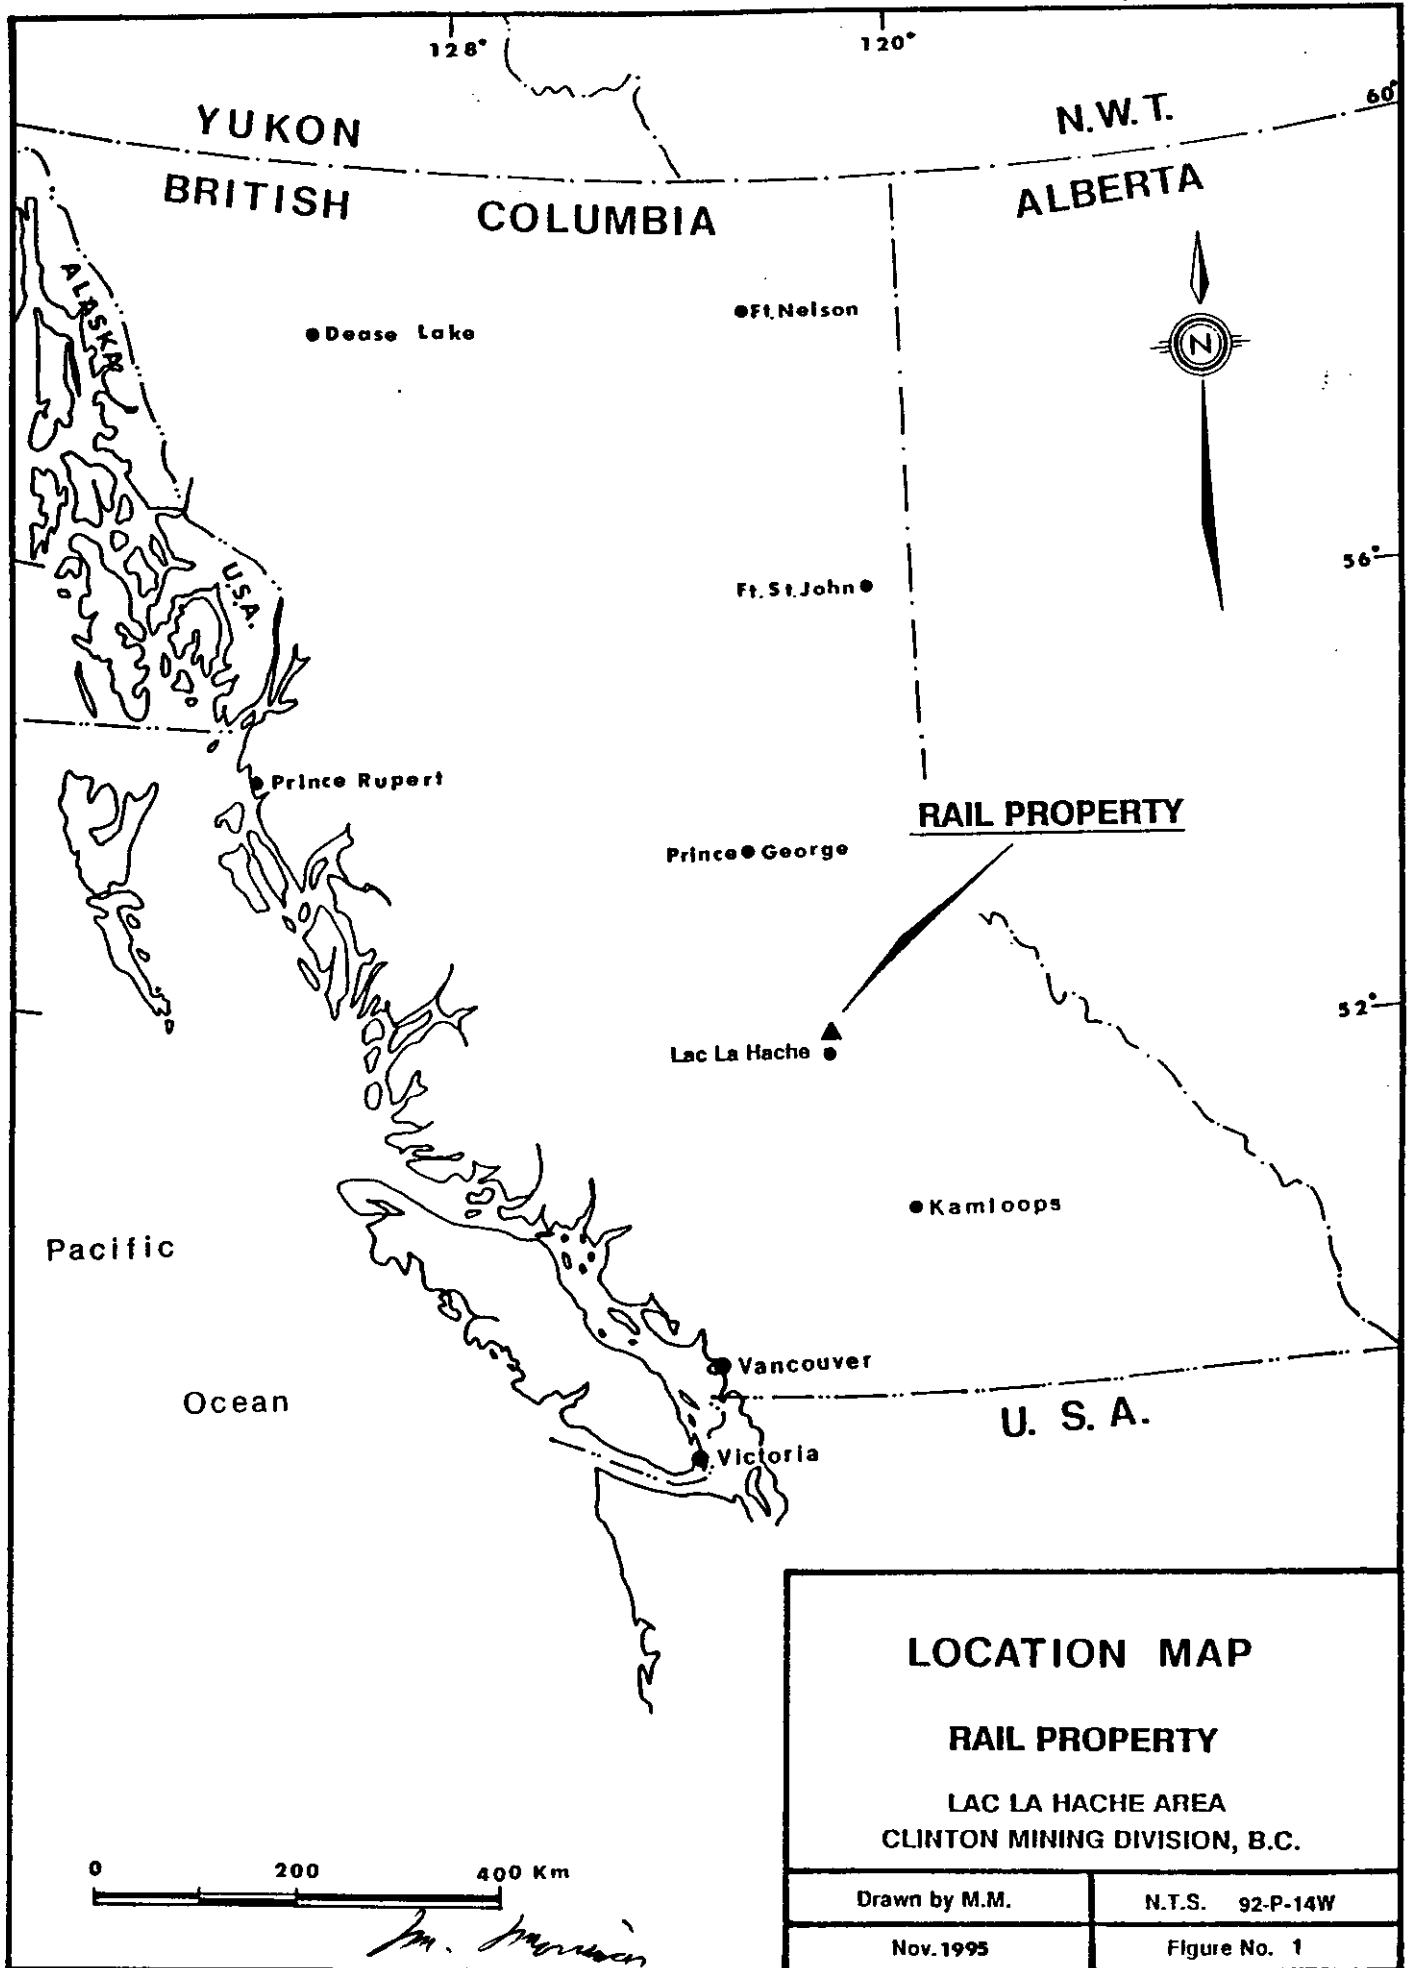 128°
120°
60°
YUKON
N.W.T.
BRITISH COLUMBIA
ALBERTA
ALASKA
Ft. Nelson
Dease Lake
N
56°
U.S.A.
Ft. St. John
Prince Rupert
RAIL PROPERTY
Prince George
52°
Lac La Hache
Kamloops
Pacific
Ocean
Vancouver
U. S. A.
Victoria
LOCATION MAP
RAIL PROPERTY
LAC LA HACHE AREA
CLINTON MINING DIVISION, B.C.
0 200 400 Km
Drawn by M.M.
N.T.S. 92-P-14W
Nov. 1995
Figure No. 1